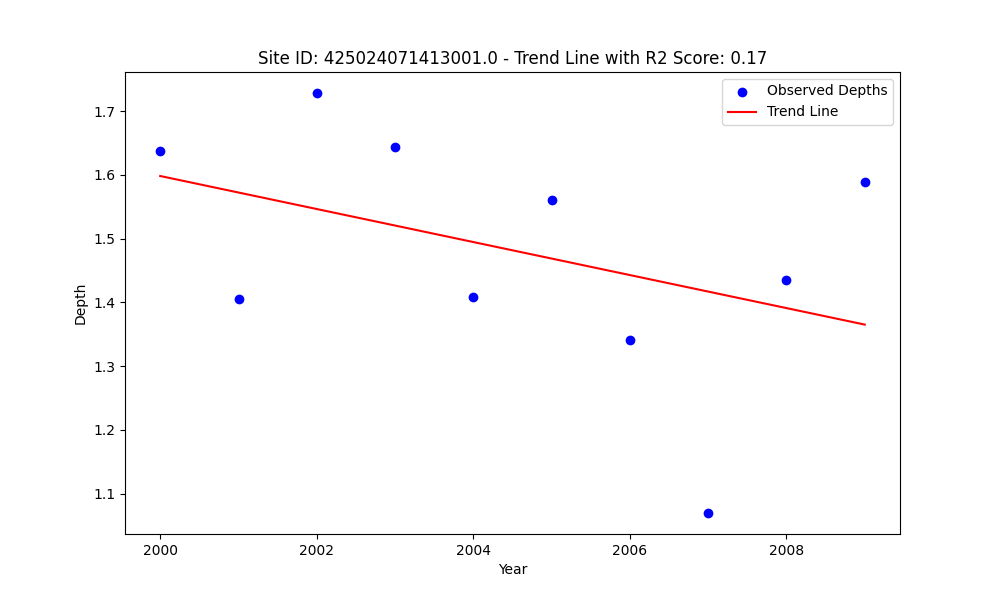 Site ID: 425024071413001.0 - Trend Line with R2 Score: 0.17
Observed Depths
Trend Line
1.7
1.6
1.5
1.4
1.3
1.2
1.1
Depth
2000
2002
2004
2006
2008
Year